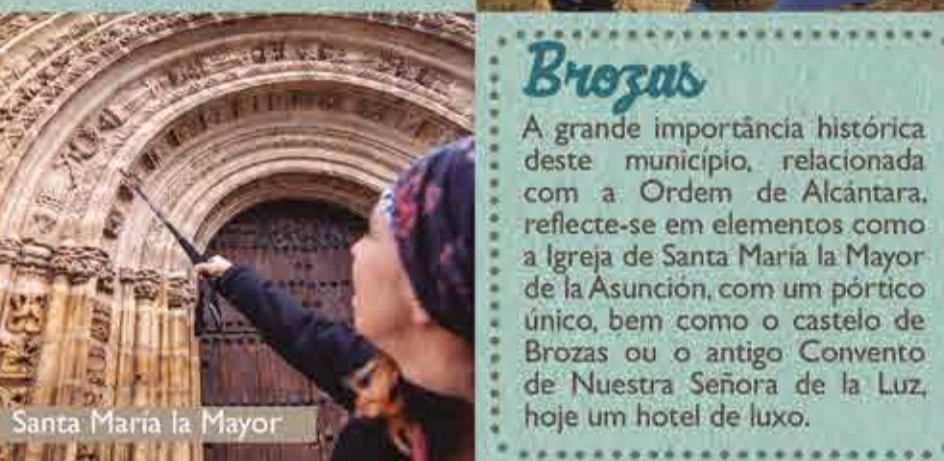 Santa María la Mayor
Brozas
A grande importância histórica
deste município, relacionada
com a Ordem de Alcántara,
reflecte-se em elementos como
a Igreja de Santa María la Mayor
de la Asunción, com um pórtico
único, bem como o castelo de
Brozas ou o antigo Convento
de Nuestra Señora de la Luz,
hoje um hotel de luxo.